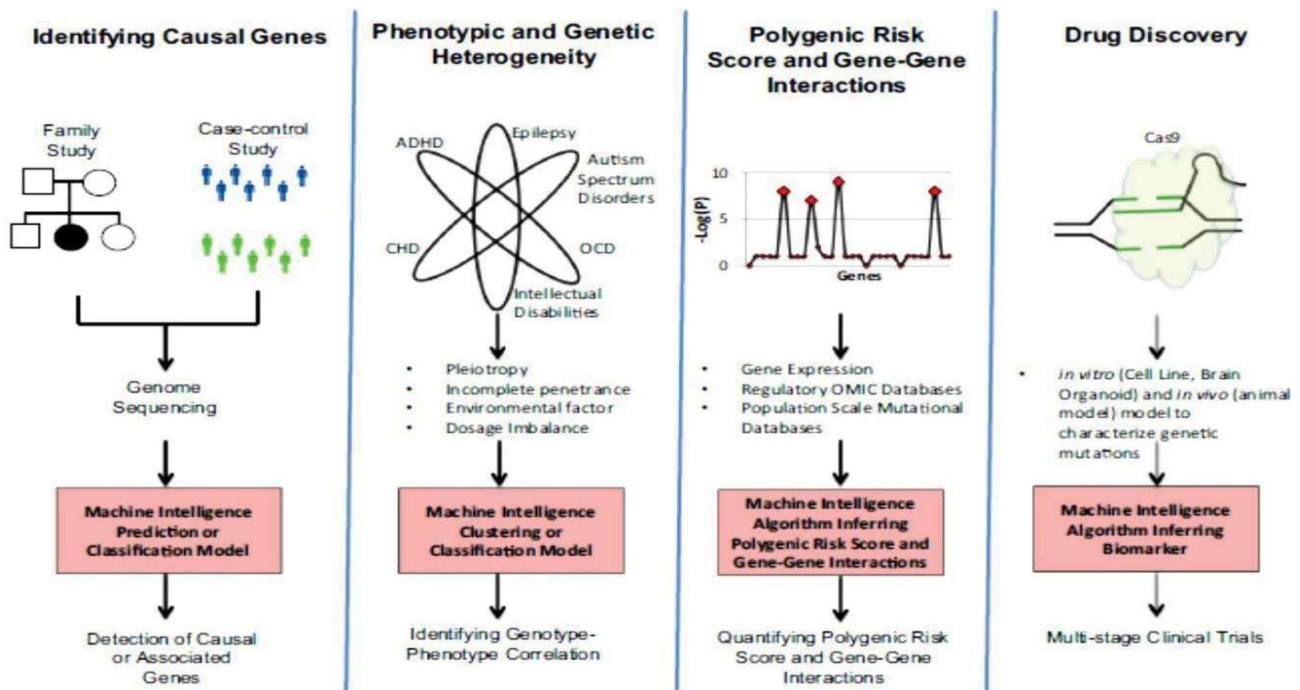 Identifying Causal Genes
Family
Study
Case-control
Study
Genome
Sequencing
Machine Intelligence
Prediction or
Classification Model
Detection of Causal
or Associated
Genes
Phenotypic and Genetic
Heterogeneity
ADHD
Epilepsy
Autism
Spectrum
Disorders
CHD
OCD
Intellectual
Disabilities
• Pleiotropy
• Incomplete penetrance
• Environmental factor
• Dosage Imbalance
Machine Intelligence
Clustering or
Classification Model
Identifying Genotype-
Phenotype Correlation
Polygenic Risk
Score and Gene-Gene
Interactions
-Log(P)
10
5
0
Genes
• Gene Expression
• Regulatory OMIC Databases
• Population Scale Mutational
Databases
Machine Intelligence
Algorithm Inferring
Polygenic Risk Score and
Gene-Gene Interactions
Quantifying Polygenic Risk
Score and Gene-Gene
Interactions
Drug Discovery
Cas9
• in vitro (Cell Line, Brain
Organoid) and in vivo (animal
model) model to
characterize genetic
mutations
Machine Intelligence
Algorithm Inferring
Biomarker
Multi-stage Clinical Trials